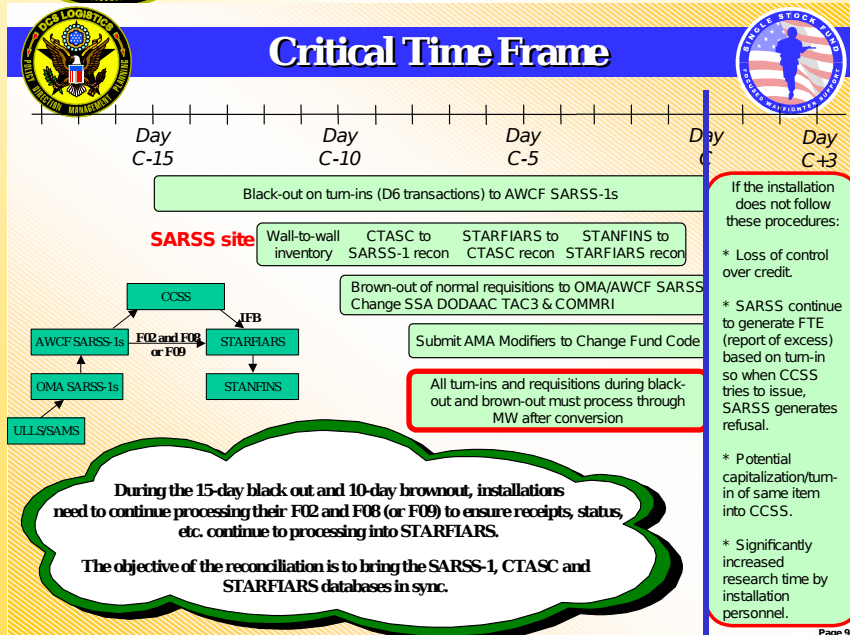 Critical Time Frame
DCS LOGISTICS
POLICY DIRECTION MANAGEMENT PLANNING
SINGLE STOCK FUND
FOCUSED WARFIGHTER SUPPORT
Day
C-15
Day
C-10
Day
C-5
Day
C
Day
C+3
Black-out on turn-ins (D6 transactions) to AWCF SARSS-1s
SARSS site
Wall-to-wall
inventory
CTASC to
SARSS-1 recon
STARFIARS to
CTASC recon
STANFINS to
STARFIARS recon
Brown-out of normal requisitions to OMA/AWCF SARSS
Change SSA DODAAC TAC3 & COMMRI
Submit AMA Modifiers to Change Fund Code
All turn-ins and requisitions during black-
out and brown-out must process through
MW after conversion
CCSS
IFB
AWCF SARSS-1s
F02 and F08
or F09
STARFIARS
OMA SARSS-1s
STANFINS
ULLS/SAMS
During the 15-day black out and 10-day brownout, installations
need to continue processing their F02 and F08 (or F09) to ensure receipts, status,
etc. continue to processing into STARFIARS.
The objective of the reconciliation is to bring the SARSS-1, CTASC and
STARFIARS databases in sync.
If the installation
does not follow
these procedures:
* Loss of control
over credit.
* SARSS continue
to generate FTE
(report of excess)
based on turn-in
so when CCSS
tries to issue,
SARSS generates
refusal.
* Potential
capitalization/turn-
in of same item
into CCSS.
* Significantly
increased
research time by
installation
personnel.
Page 9